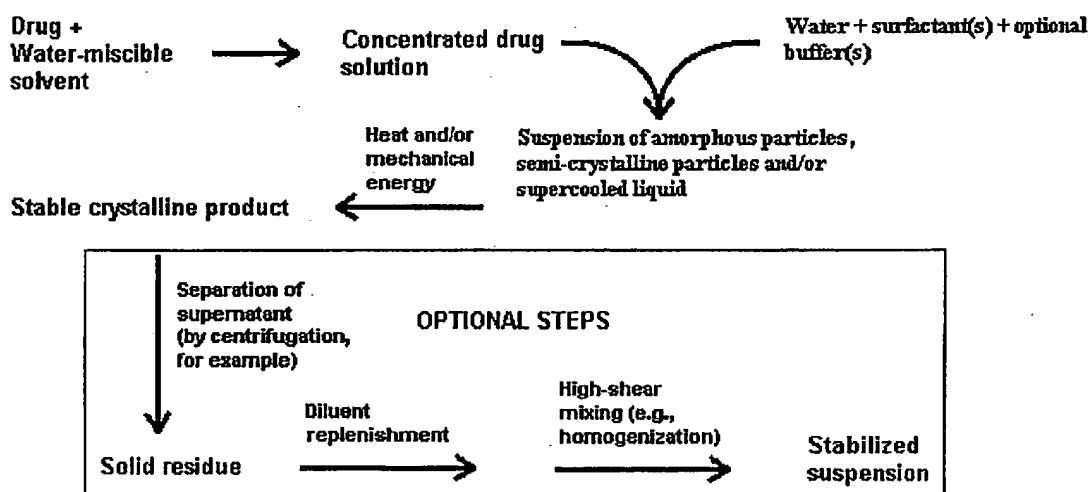 Drug +
Water-miscible
solvent
Concentrated drug
solution
Water + surfactant(s) + optional
buffer(s)
Heat and/or
mechanical
energy
Suspension of amorphous particles,
semi-crystalline particles and/or
supercooled liquid
Stable crystalline product
Separation of
supernatant
(by centrifugation,
for example)
OPTIONAL STEPS
Solid residue
Diluent
replenishment
High-shear
mixing (e.g.,
homogenization)
Stabilized
suspension